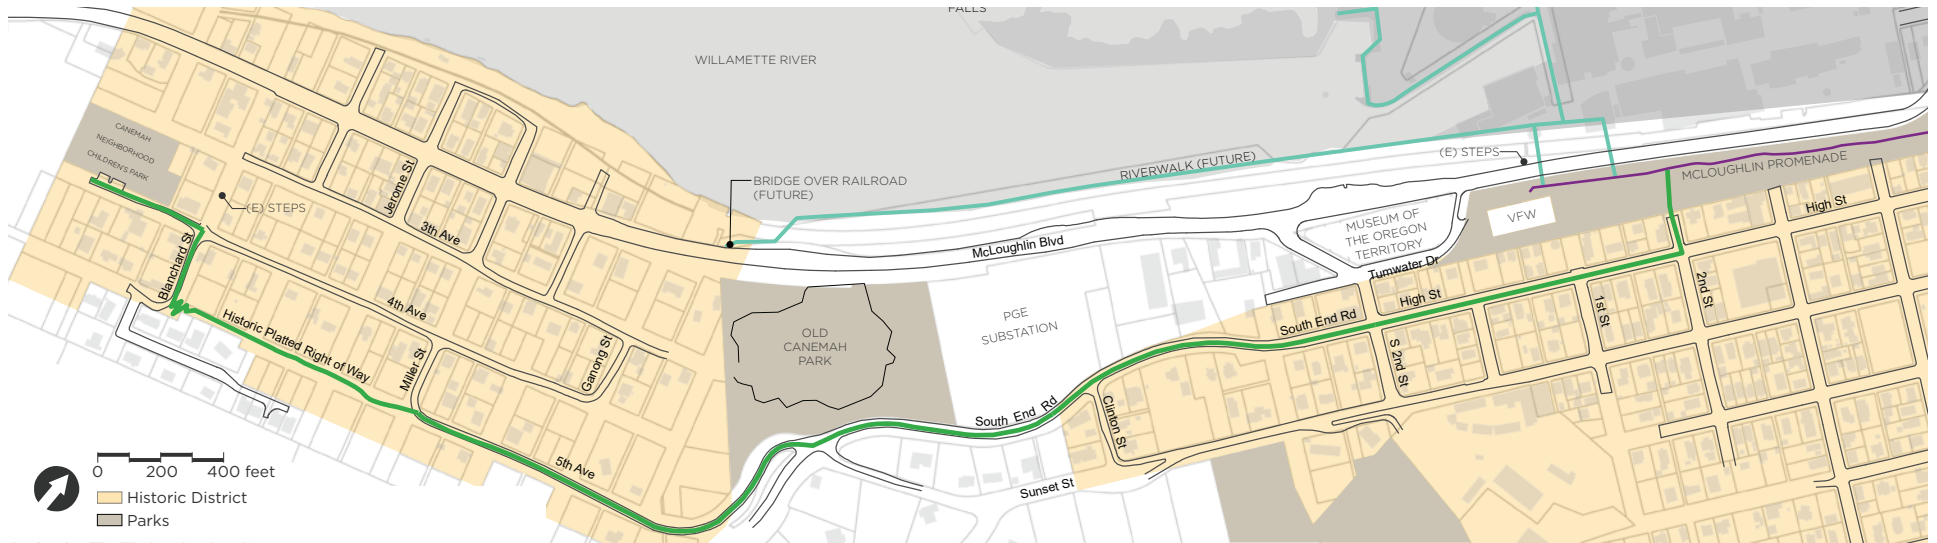 FALLS
WILLAMETTE RIVER
CANEMAH
NEIGHBORHOOD
CHILDREN'S PARK
(E) STEPS
Jerome St
3rd Ave
Blanchard St
4th Ave
Historic Platted Right of Way
Miller St
Ganong St
5th Ave
BRIDGE OVER RAILROAD
(FUTURE)
RIVERWALK (FUTURE)
(E) STEPS
MCLOUGHLIN PROMENADE
McLoughlin Blvd
MUSEUM OF
THE OREGON
TERRITORY
VFW
High St
Tumwater Dr
High St
2nd St
1st St
South End Rd
S 2nd St
PGE
SUBSTATION
OLD
CANEMAH
PARK
South End Rd
Clinton St
Sunset St
0 200 400 feet
Historic District
Parks